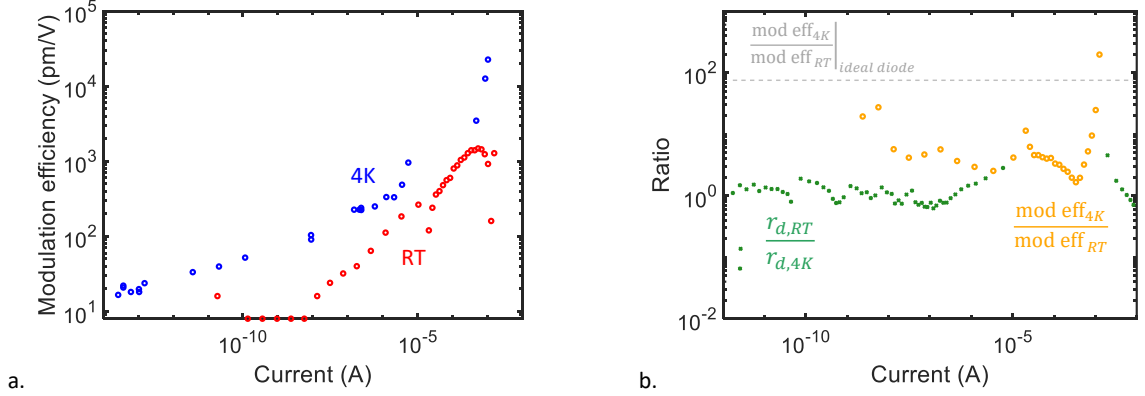 Modulation efficiency (pm/V)
10^5
10^4
10^3
10^2
10^1
4K
RT
10^-10
10^-5
Current (A)
a.
Ratio
10^2
10^0
10^-2
mod eff_4K
mod eff_RT |ideal diode
r_d,RT
r_d,4K
mod eff_4K
mod eff_RT
10^-10
10^-5
Current (A)
b.